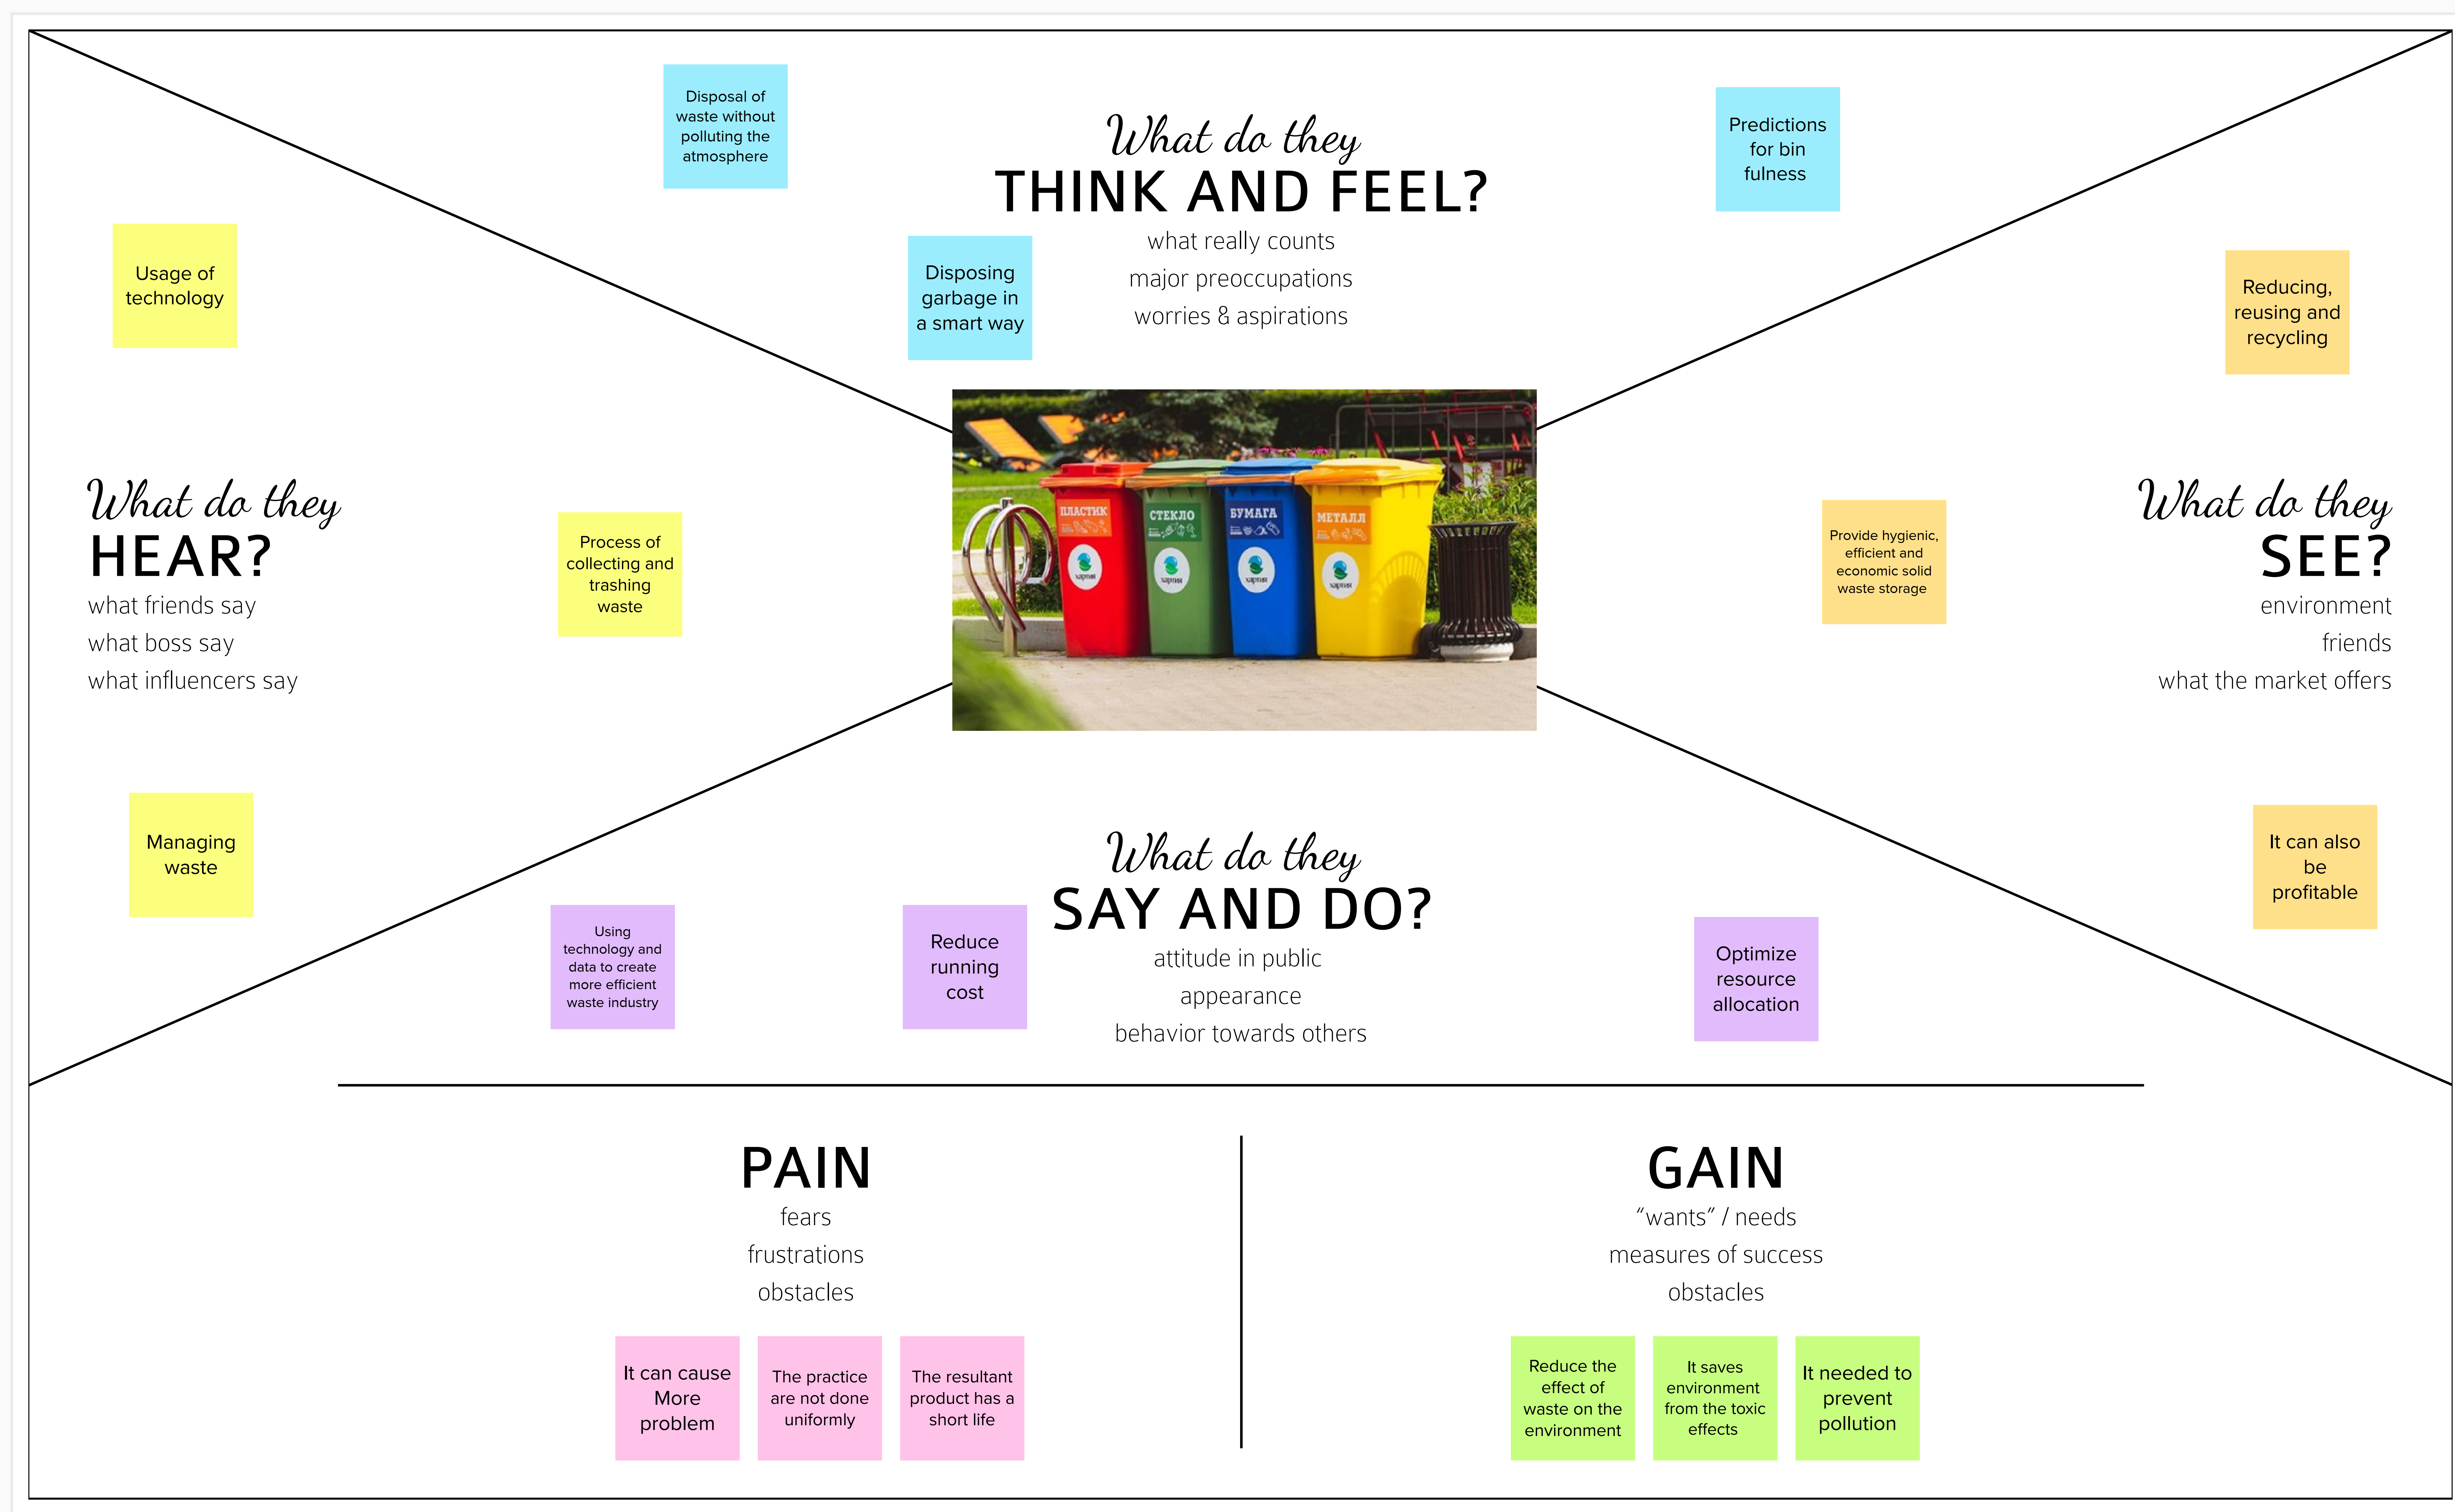 Disposal of
waste without
polluting the
atmosphere
What do they
THINK AND FEEL?
what really counts
major preoccupations
worries & aspirations
Disposing
garbage in
a smart way
Predictions
for bin
fulness
Usage of
technology
What do they
HEAR?
what friends say
what boss say
what influencers say
Process of
collecting and
trashing
waste
Managing
waste
ПЛАСТИК
СТЕКЛО
БУМАГА
МЕТАЛЛ
хартия
хартия
хартия
хартия
Reducing,
reusing and
recycling
Provide hygienic,
efficient and
economic solid
waste storage
What do they
SEE?
environment
friends
what the market offers
It can also
be
profitable
What do they
SAY AND DO?
attitude in public
appearance
behavior towards others
Using
technology and
data to create
more efficient
waste industry
Reduce
running
cost
Optimize
resource
allocation
PAIN
fears
frustrations
obstacles
It can cause
More
problem
The practice
are not done
uniformly
The resultant
product has a
short life
GAIN
“wants” / needs
measures of success
obstacles
Reduce the
effect of
waste on the
environment
It saves
environment
from the toxic
effects
It needed to
prevent
pollution